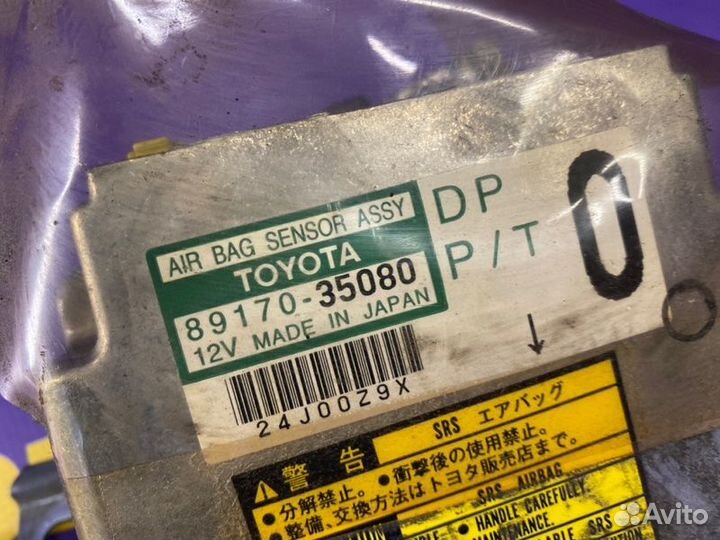 AIR BAG SENSOR ASSY
TOYOTA
89170-35080
12V MADE IN JAPAN
DP
P/T
0
24J00Z9X
SRS エアバッグ
警告
・分解禁止。・衝撃後の使用禁止。
・整備、交換方法はトヨタ販売店まで。
SRS AIRBAG
HANDLE CAREFULLY.
MAINTENANCE.
SRS
Avito